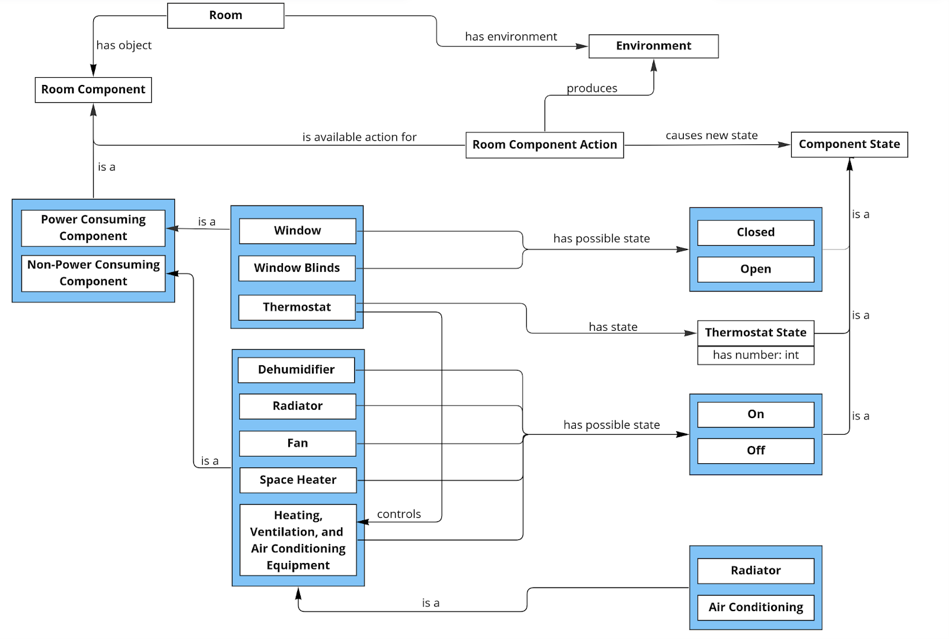 Room
has environment
Environment
has object
Room Component
produces
is available action for
Room Component Action
causes new state
Component State
is a
Power Consuming
Component
Non-Power Consuming
Component
is a
Window
Window Blinds
Thermostat
has possible state
Closed
Open
is a
has state
Thermostat State
has number: int
is a
Dehumidifier
Radiator
Fan
Space Heater
Heating,
Ventilation, and
Air Conditioning
Equipment
is a
controls
has possible state
On
Off
is a
Radiator
Air Conditioning
is a